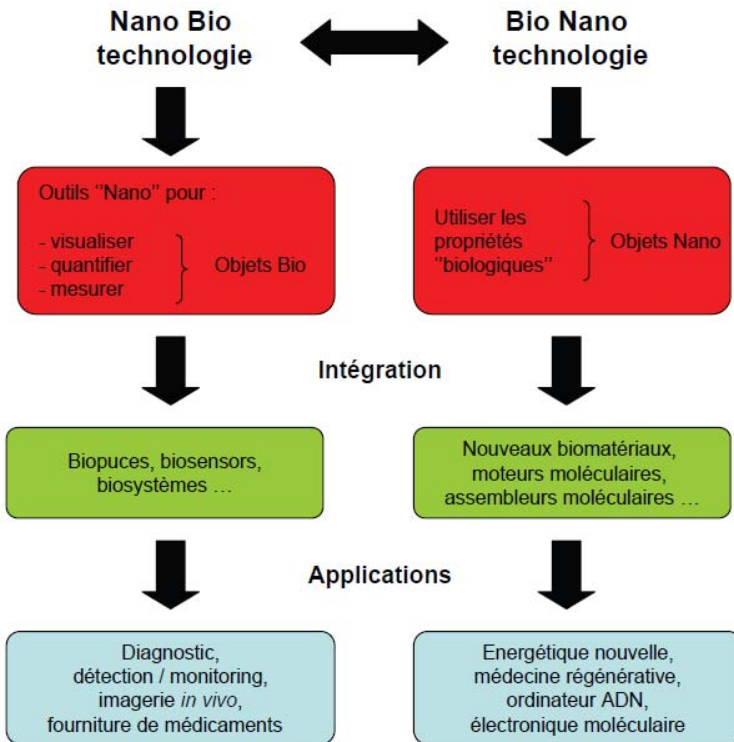 Nano Bio
technologie
Bio Nano
technologie
Outils "Nano" pour :
- visualiser
- quantifier
- mesurer
Objets Bio
Utiliser les
propriétés
"biologiques"
Objets Nano
Intégration
Biopuces, biosensors,
biosystèmes …
Nouveaux biomatériaux,
moteurs moléculaires,
assembleurs moléculaires …
Applications
Diagnostic,
détection / monitoring,
imagerie in vivo,
fourniture de médicaments
Energétique nouvelle,
médecine régénérative,
ordinateur ADN,
électronique moléculaire